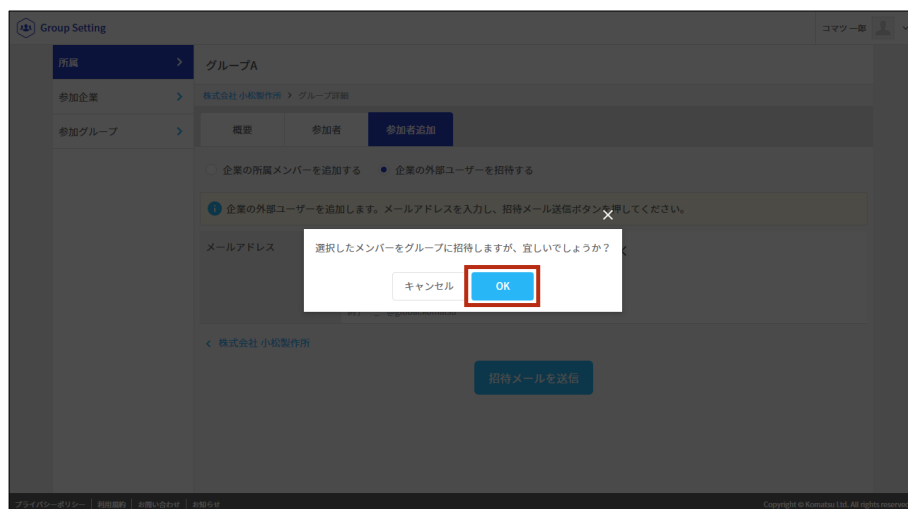 Group Setting
コマツ 一郎
所属
参加企業
参加グループ
グループA
株式会社 小松製作所 > グループ詳細
概要
参加者
参加者追加
企業の所属メンバーを追加する
企業の外部ユーザーを招待する
企業の外部ユーザーを追加します。メールアドレスを入力し、招待メール送信ボタンを押してください。
メールアドレス
選択したメンバーをグループに招待しますが、宜しいでしょうか？
キャンセル
OK
株式会社 小松製作所
招待メールを送信
プライバシーポリシー | 利用規約 | お問い合わせ | お知らせ
Copyright © Komatsu Ltd. All rights reserved